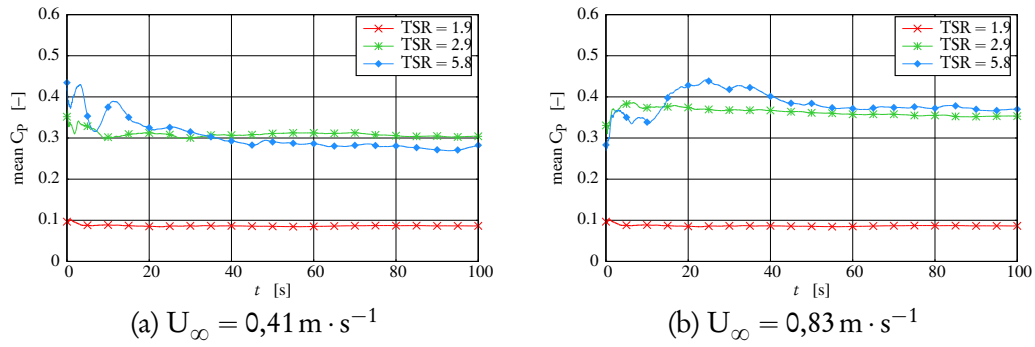 0.6
0.5
0.4
0.3
0.2
0.1
0
mean C_P [–]
0 20 40 60 80 100
t [s]
TSR = 1.9
TSR = 2.9
TSR = 5.8
(a) U_∞ = 0,41 m · s⁻¹
0.6
0.5
0.4
0.3
0.2
0.1
0
mean C_P [–]
0 20 40 60 80 100
t [s]
TSR = 1.9
TSR = 2.9
TSR = 5.8
(b) U_∞ = 0,83 m · s⁻¹